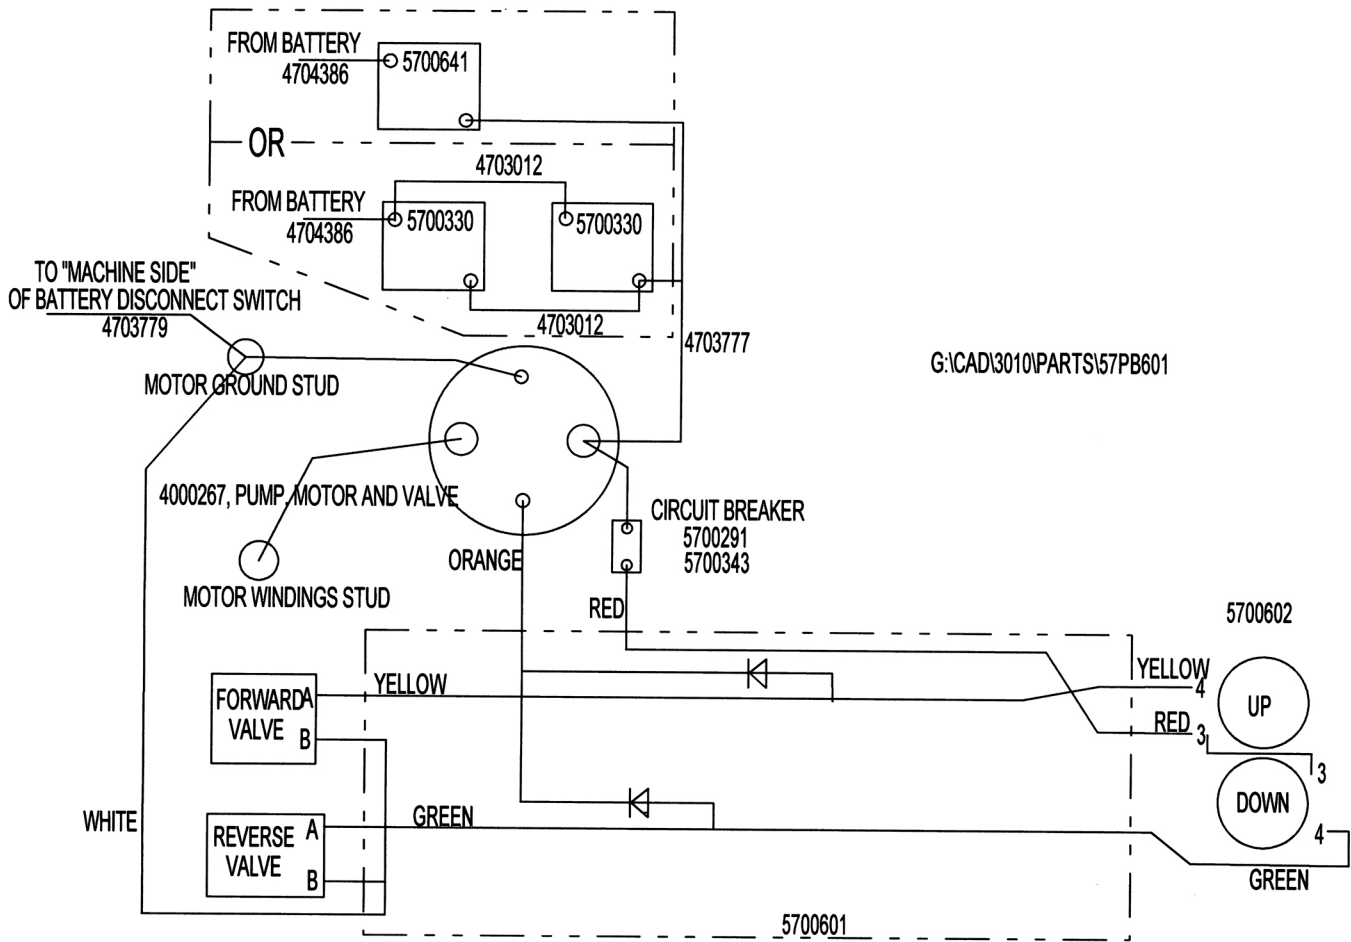 FROM BATTERY
4704386
5700641
OR
4703012
FROM BATTERY
4704386
5700330
5700330
TO "MACHINE SIDE"
OF BATTERY DISCONNECT SWITCH
4703779
4703012
4703777
MOTOR GROUND STUD
G:\CAD\3010\PARTS\57PB601
4000267, PUMP, MOTOR AND VALVE
CIRCUIT BREAKER
5700291
5700343
ORANGE
MOTOR WINDINGS STUD
RED
5700602
YELLOW
YELLOW
4
FORWARD
VALVE
A
B
UP
RED
3
3
WHITE
GREEN
DOWN
REVERSE
VALVE
A
B
4
GREEN
5700601